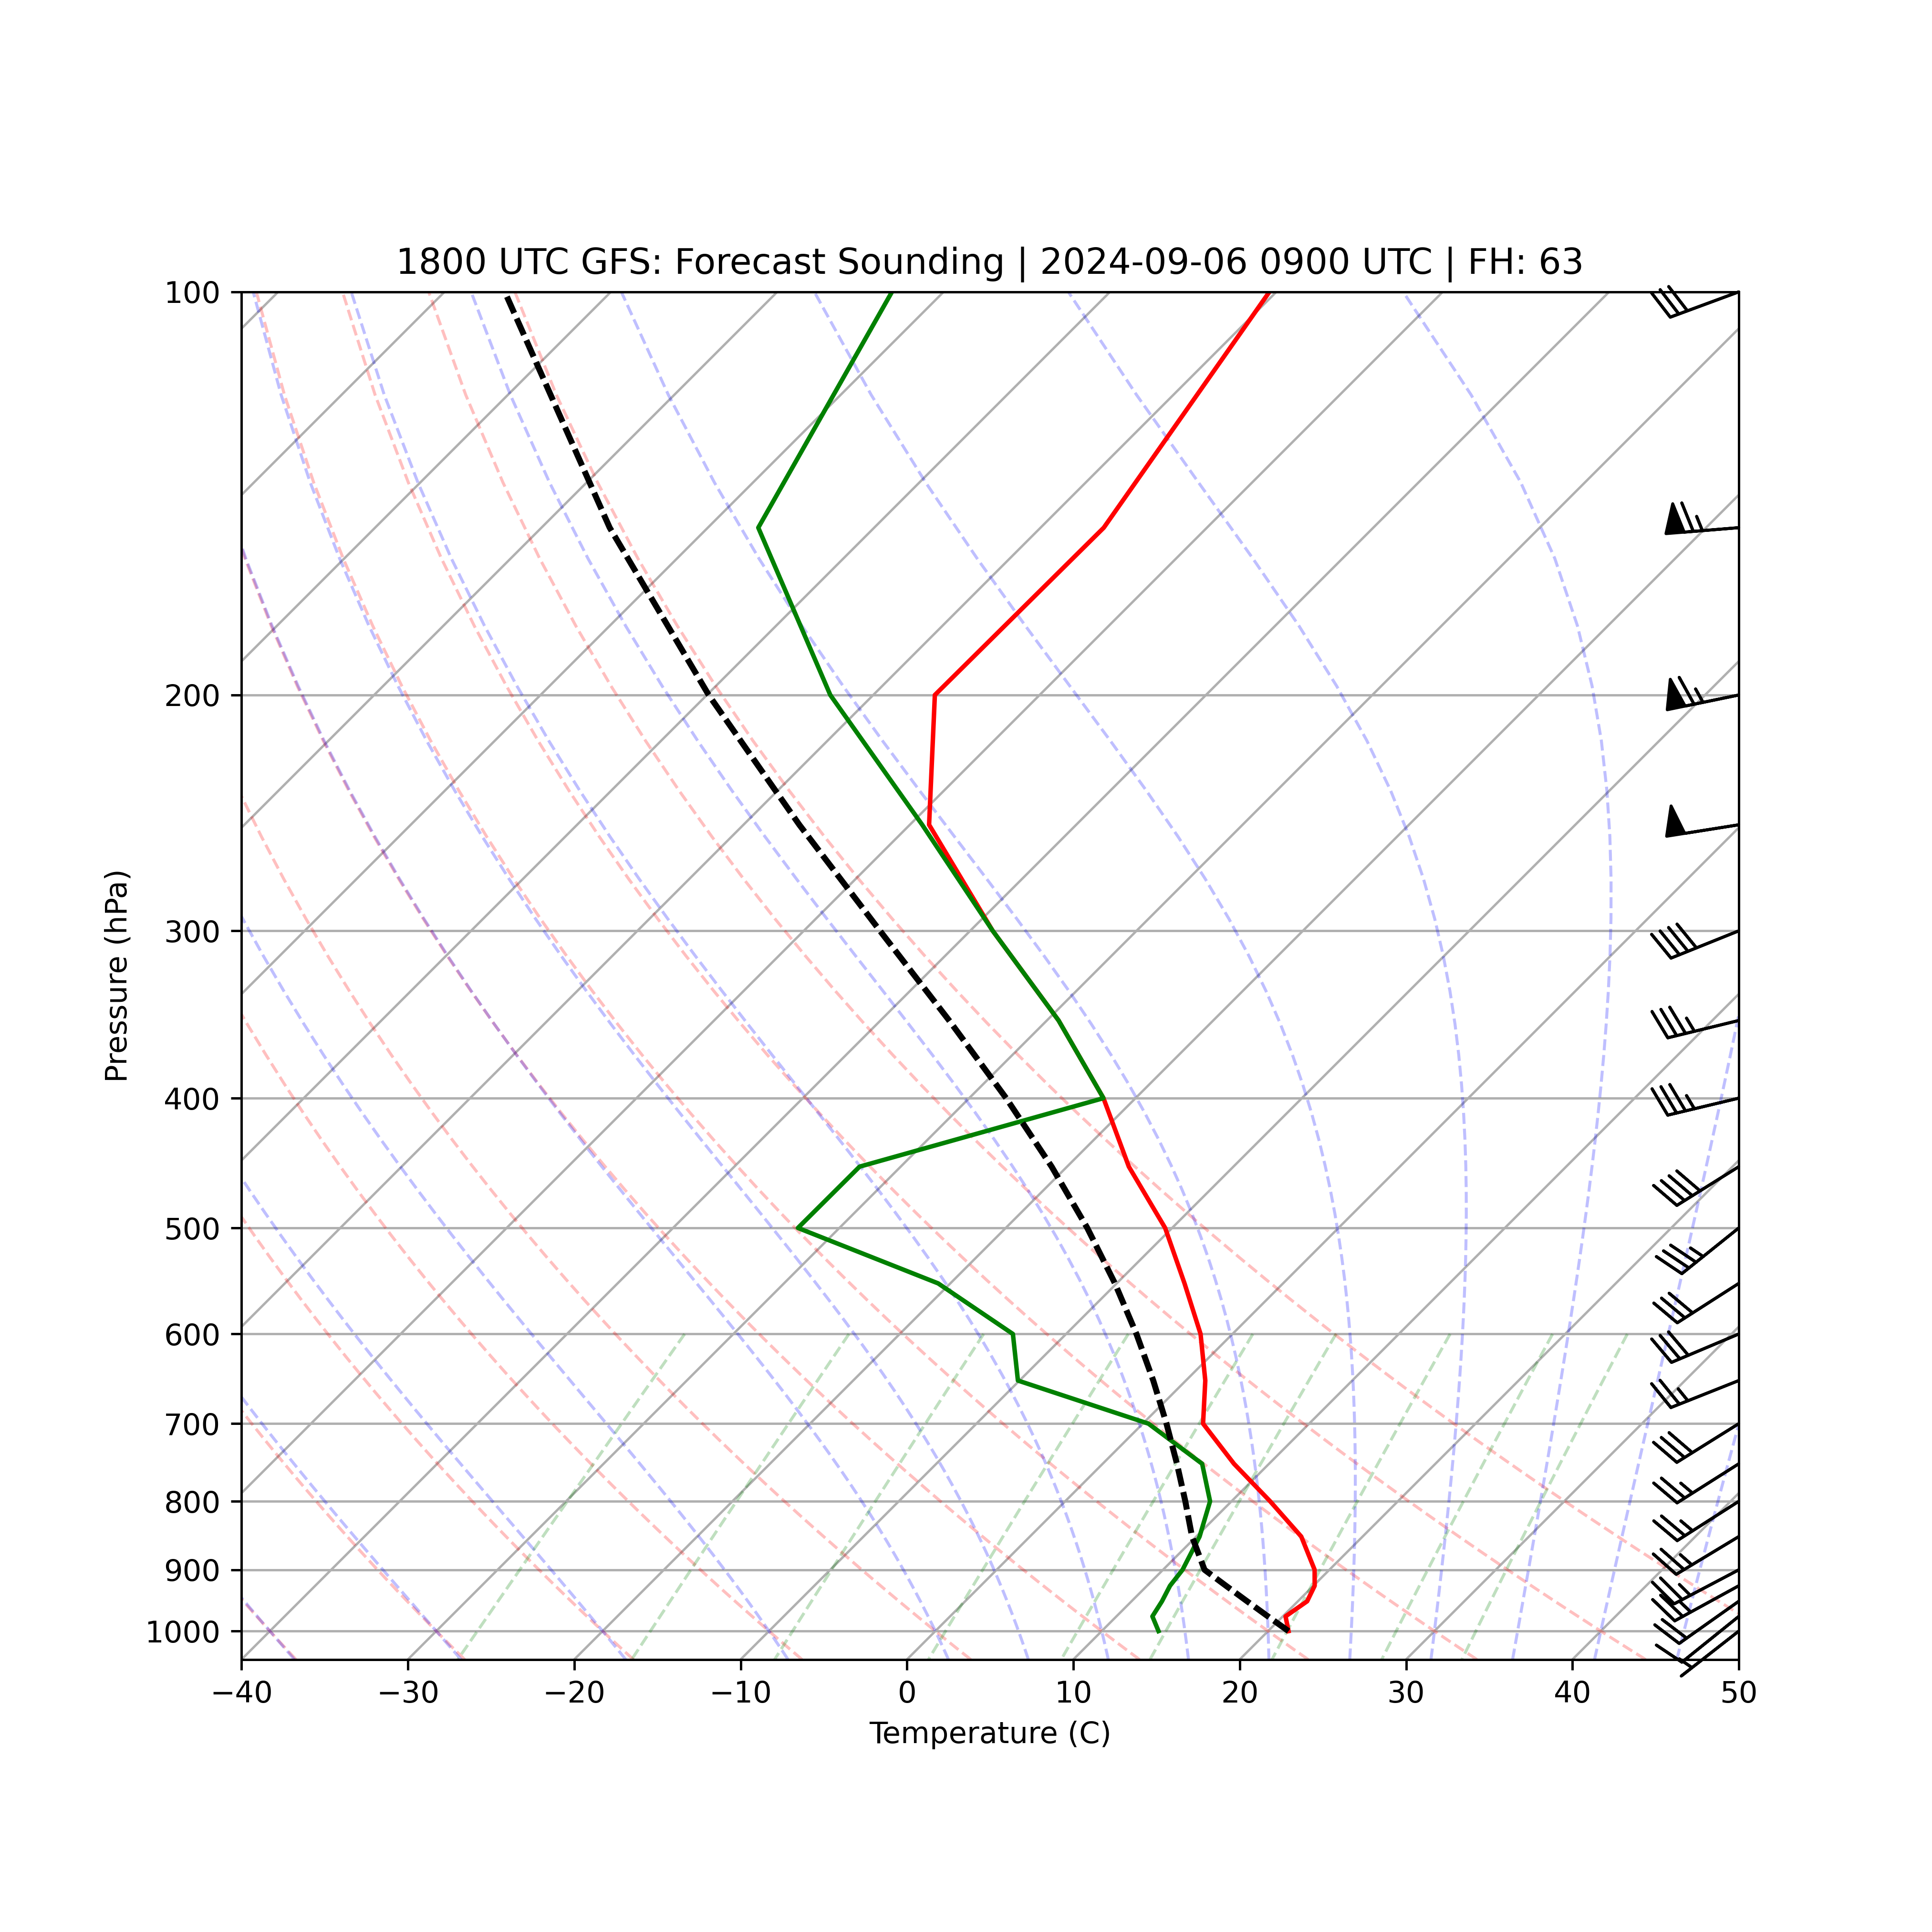 1800 UTC GFS: Forecast Sounding | 2024-09-06 0900 UTC | FH: 63
100
200
300
400
500
600
700
800
900
1000
Pressure (hPa)
−40 −30 −20 −10 0 10 20 30 40 50
Temperature (C)